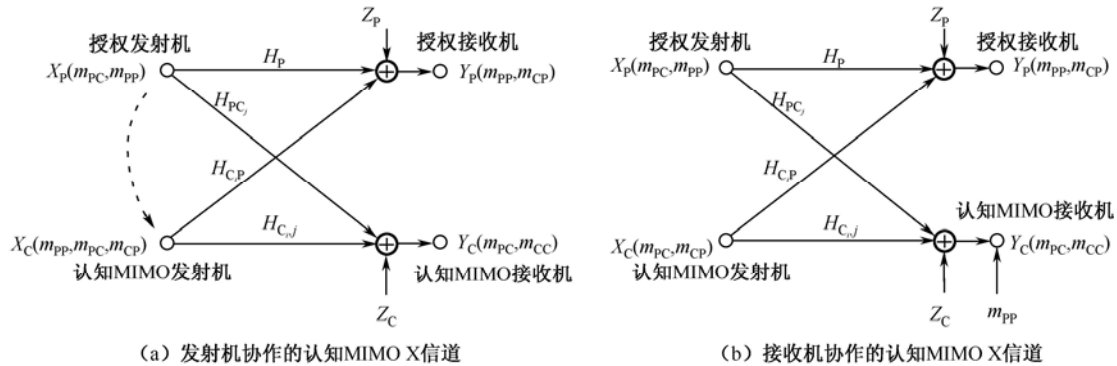 Z_P
授权发射机
H_P
授权接收机
X_P(m_PC,m_PP)
Y_P(m_PP,m_CP)
H_PC_j
H_C_iP
H_C_i,j
X_C(m_PP,m_PC,m_CP)
Y_C(m_PC,m_CC)
认知MIMO发射机
认知MIMO接收机
Z_C
(a) 发射机协作的认知MIMO X信道
Z_P
授权发射机
H_P
授权接收机
X_P(m_PC,m_PP)
Y_P(m_PP,m_CP)
H_PC_j
H_C_iP
认知MIMO接收机
H_C_i,j
X_C(m_PC,m_CP)
Y_C(m_PC,m_CC)
认知MIMO发射机
Z_C
m_PP
(b) 接收机协作的认知MIMO X信道